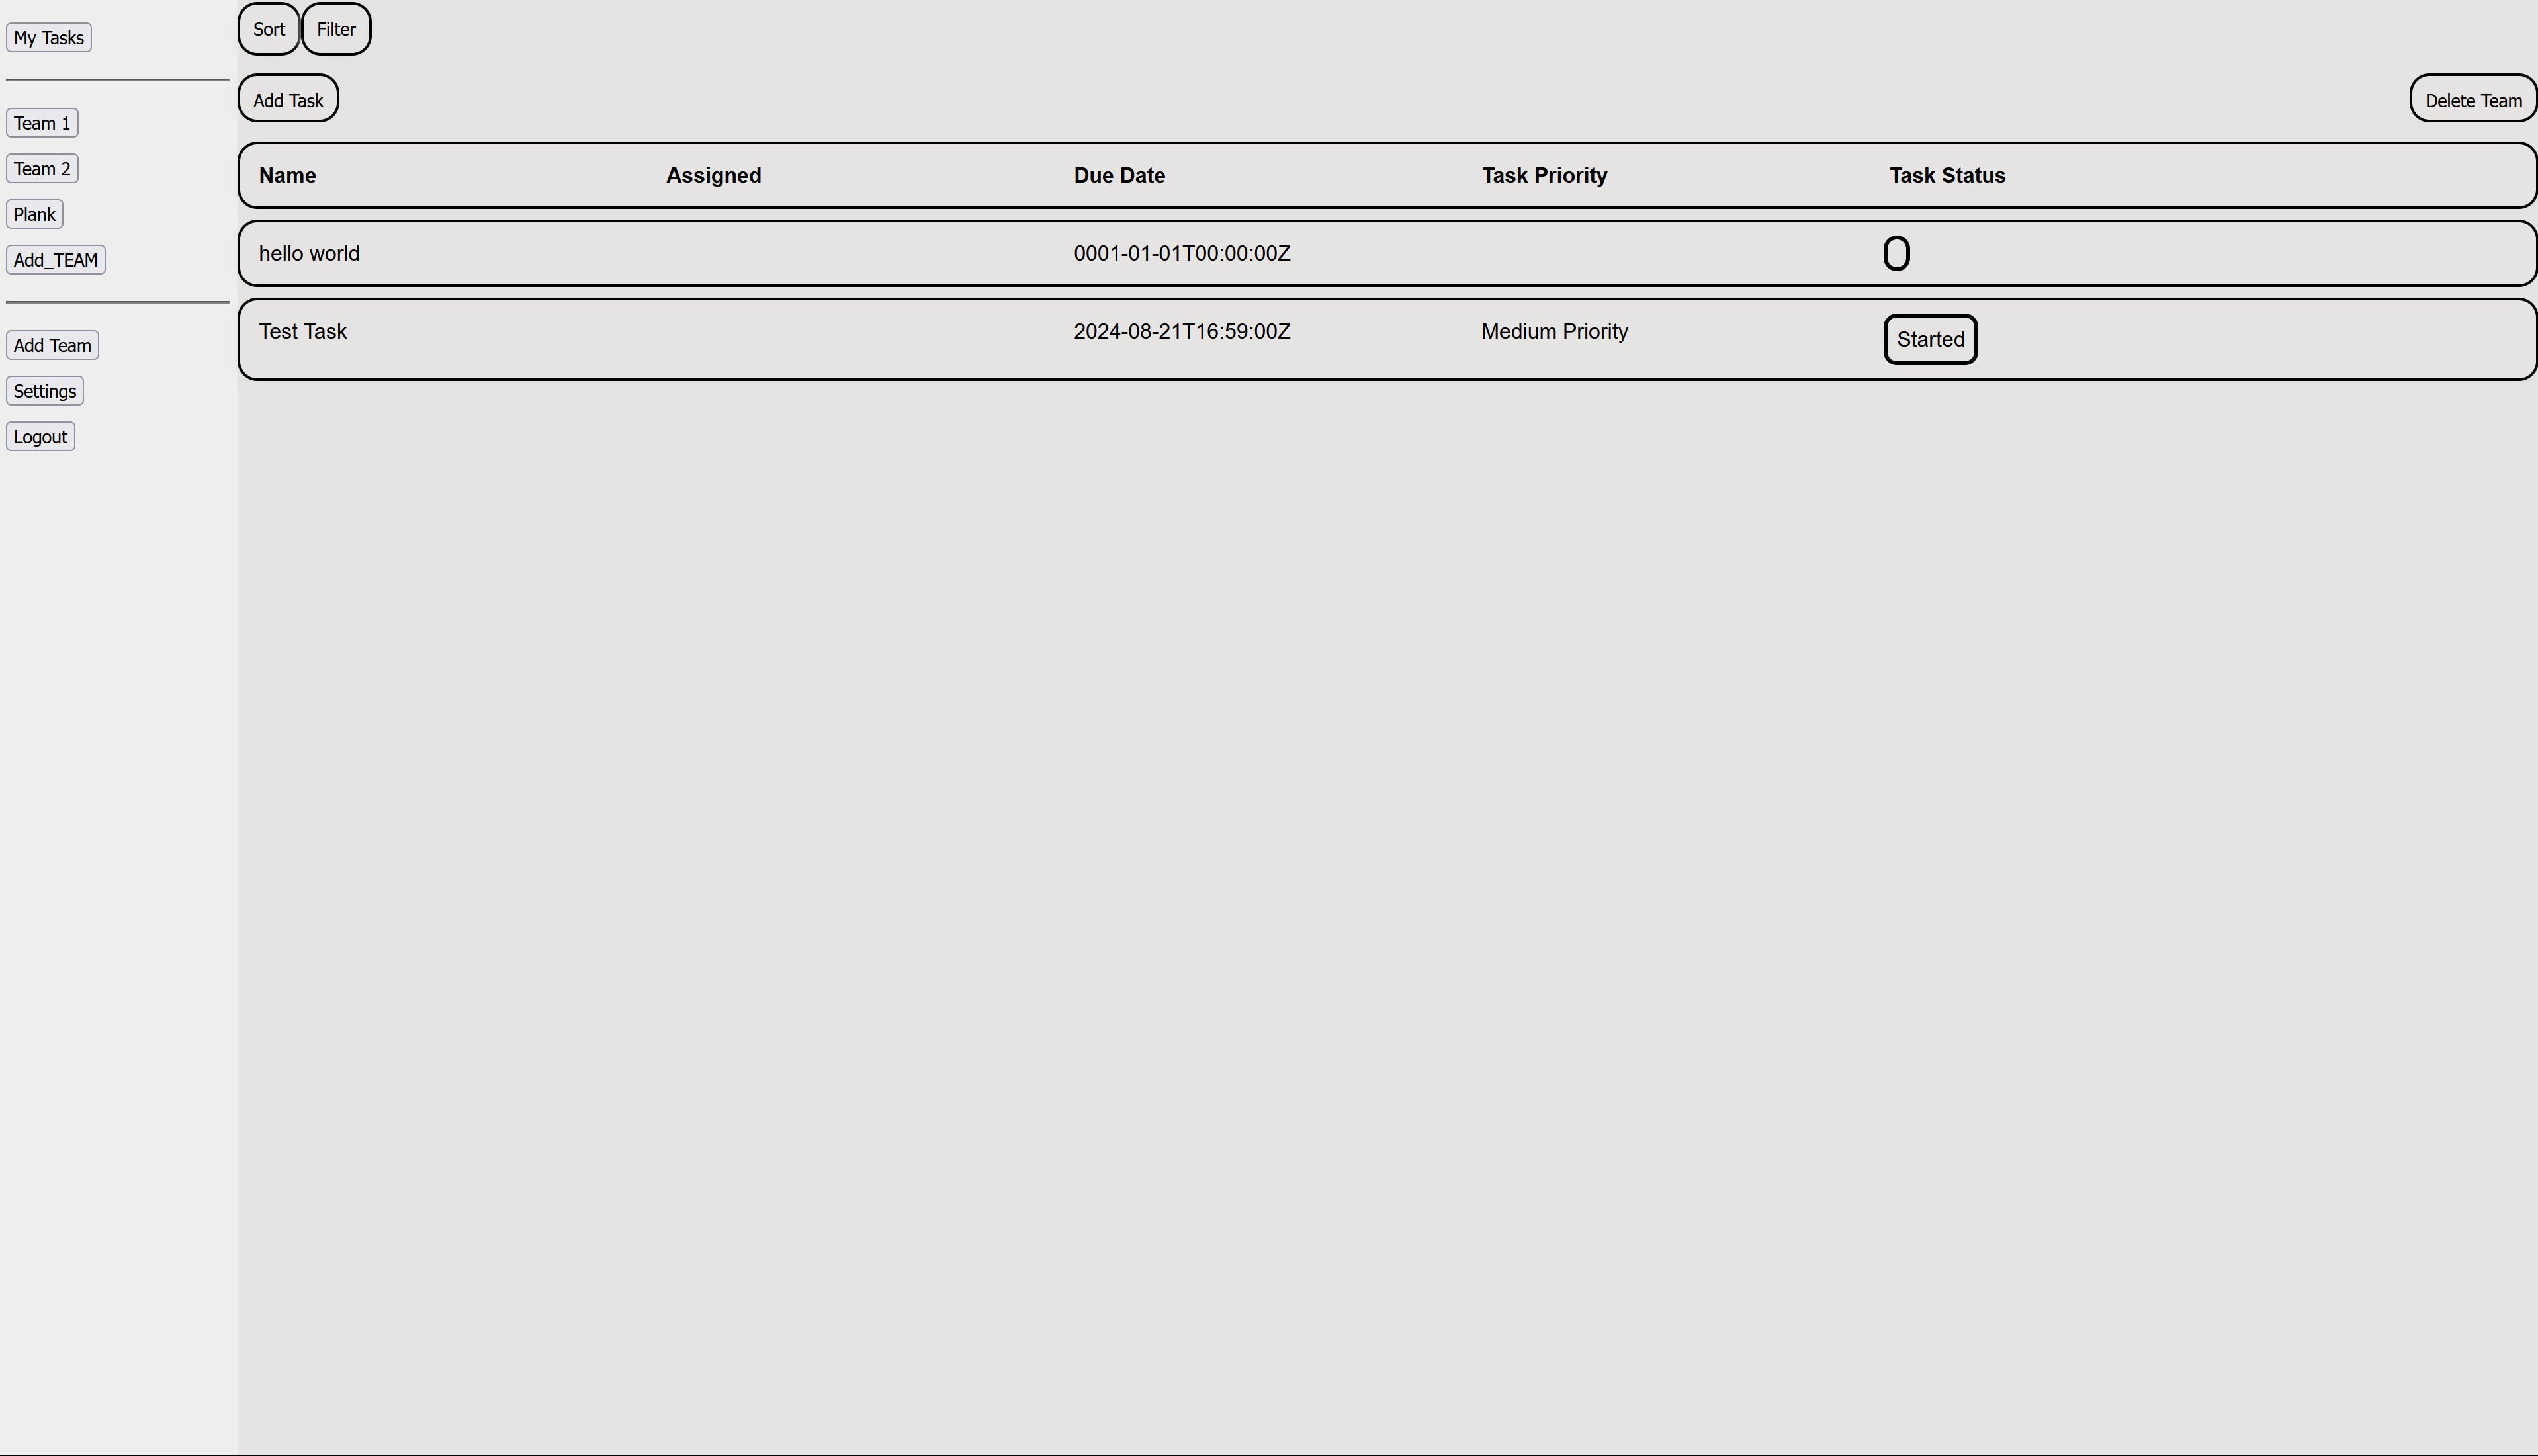 My Tasks
Team 1
Team 2
Plank
Add_TEAM
Add Team
Settings
Logout
Sort Filter
Add Task Delete Team
Name Assigned Due Date Task Priority Task Status
hello world 0001-01-01T00:00:00Z
Test Task 2024-08-21T16:59:00Z Medium Priority Started